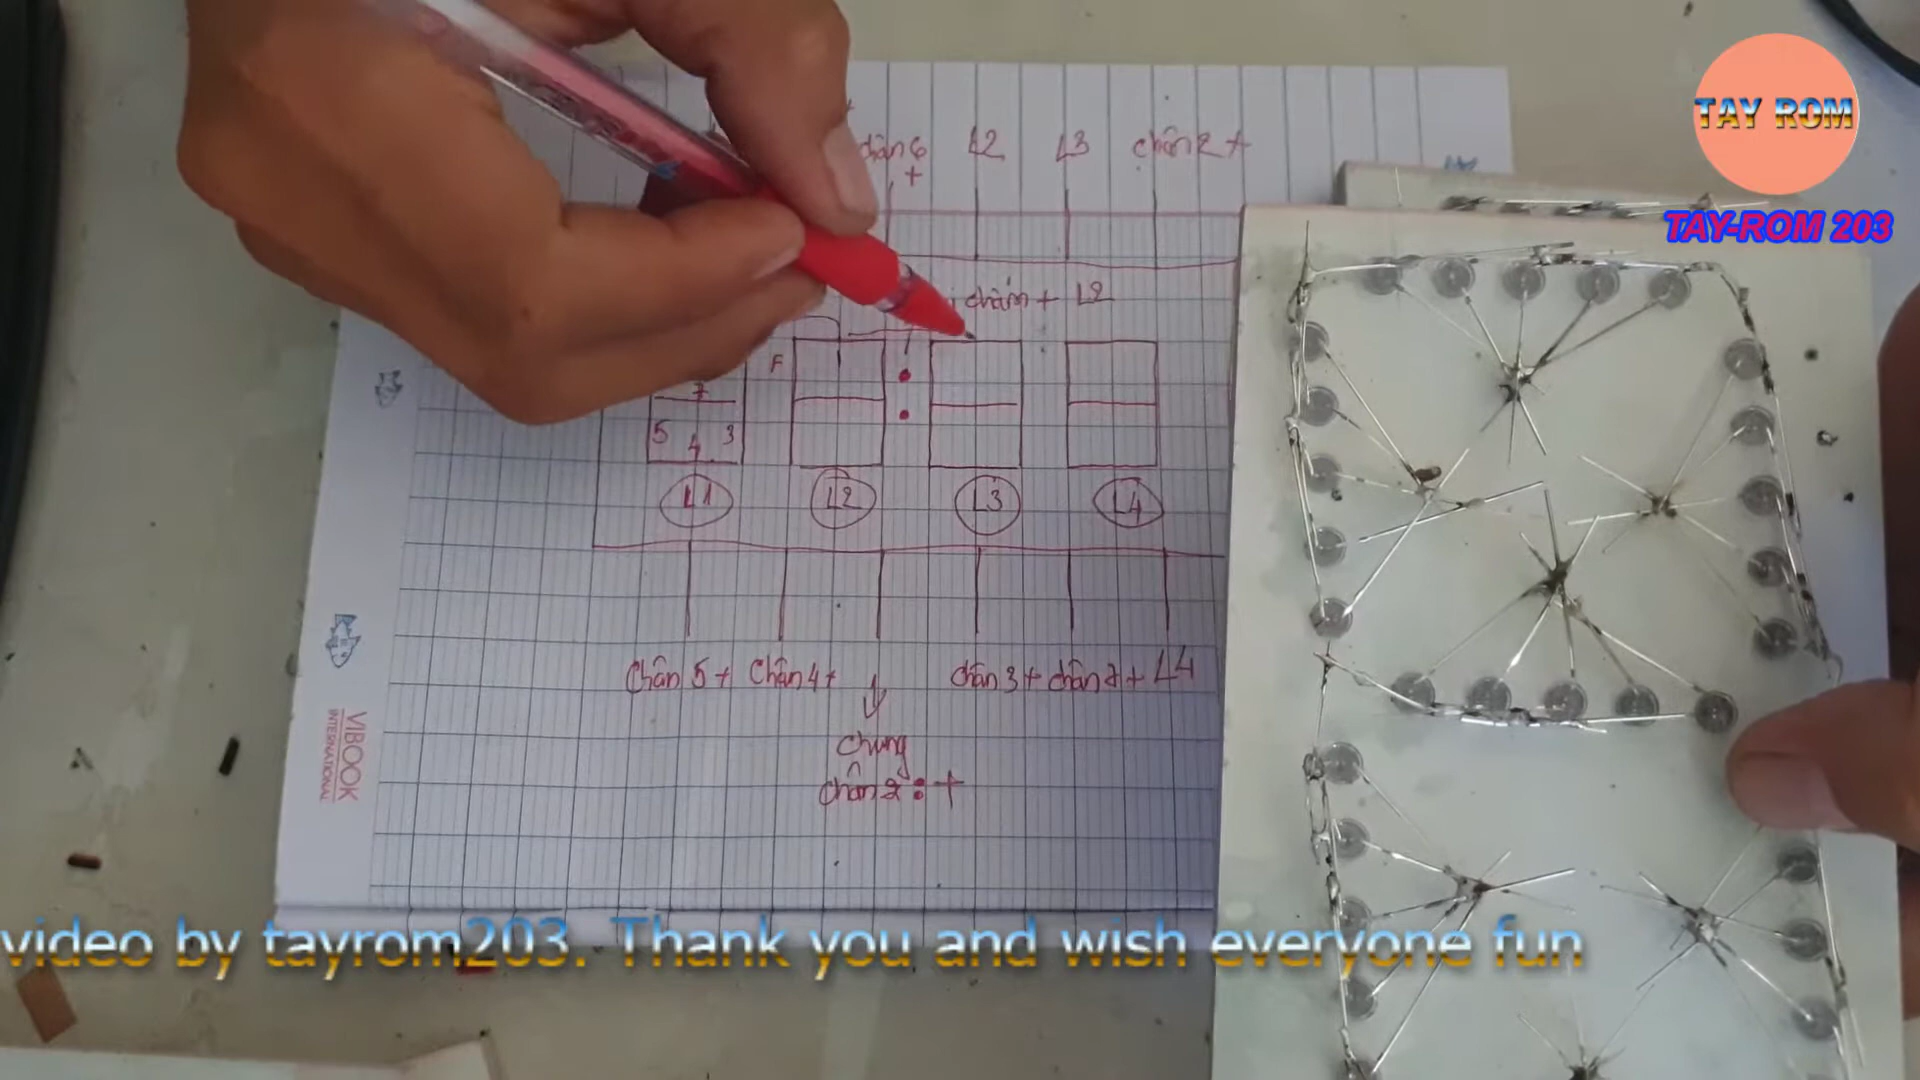 TAY ROM
TAY-ROM 203
chân 6 L2 L3 chân 2 +
+
chấm + L2
F
7
5 4 3
L1 L2 L3 L4
Chân 5 + Chân 4 + chân 3 + chân 7 + L4
chung
chân 2 : +
VIBOOK
INTERNATIONAL
video by tayrom203. Thank you and wish everyone fun